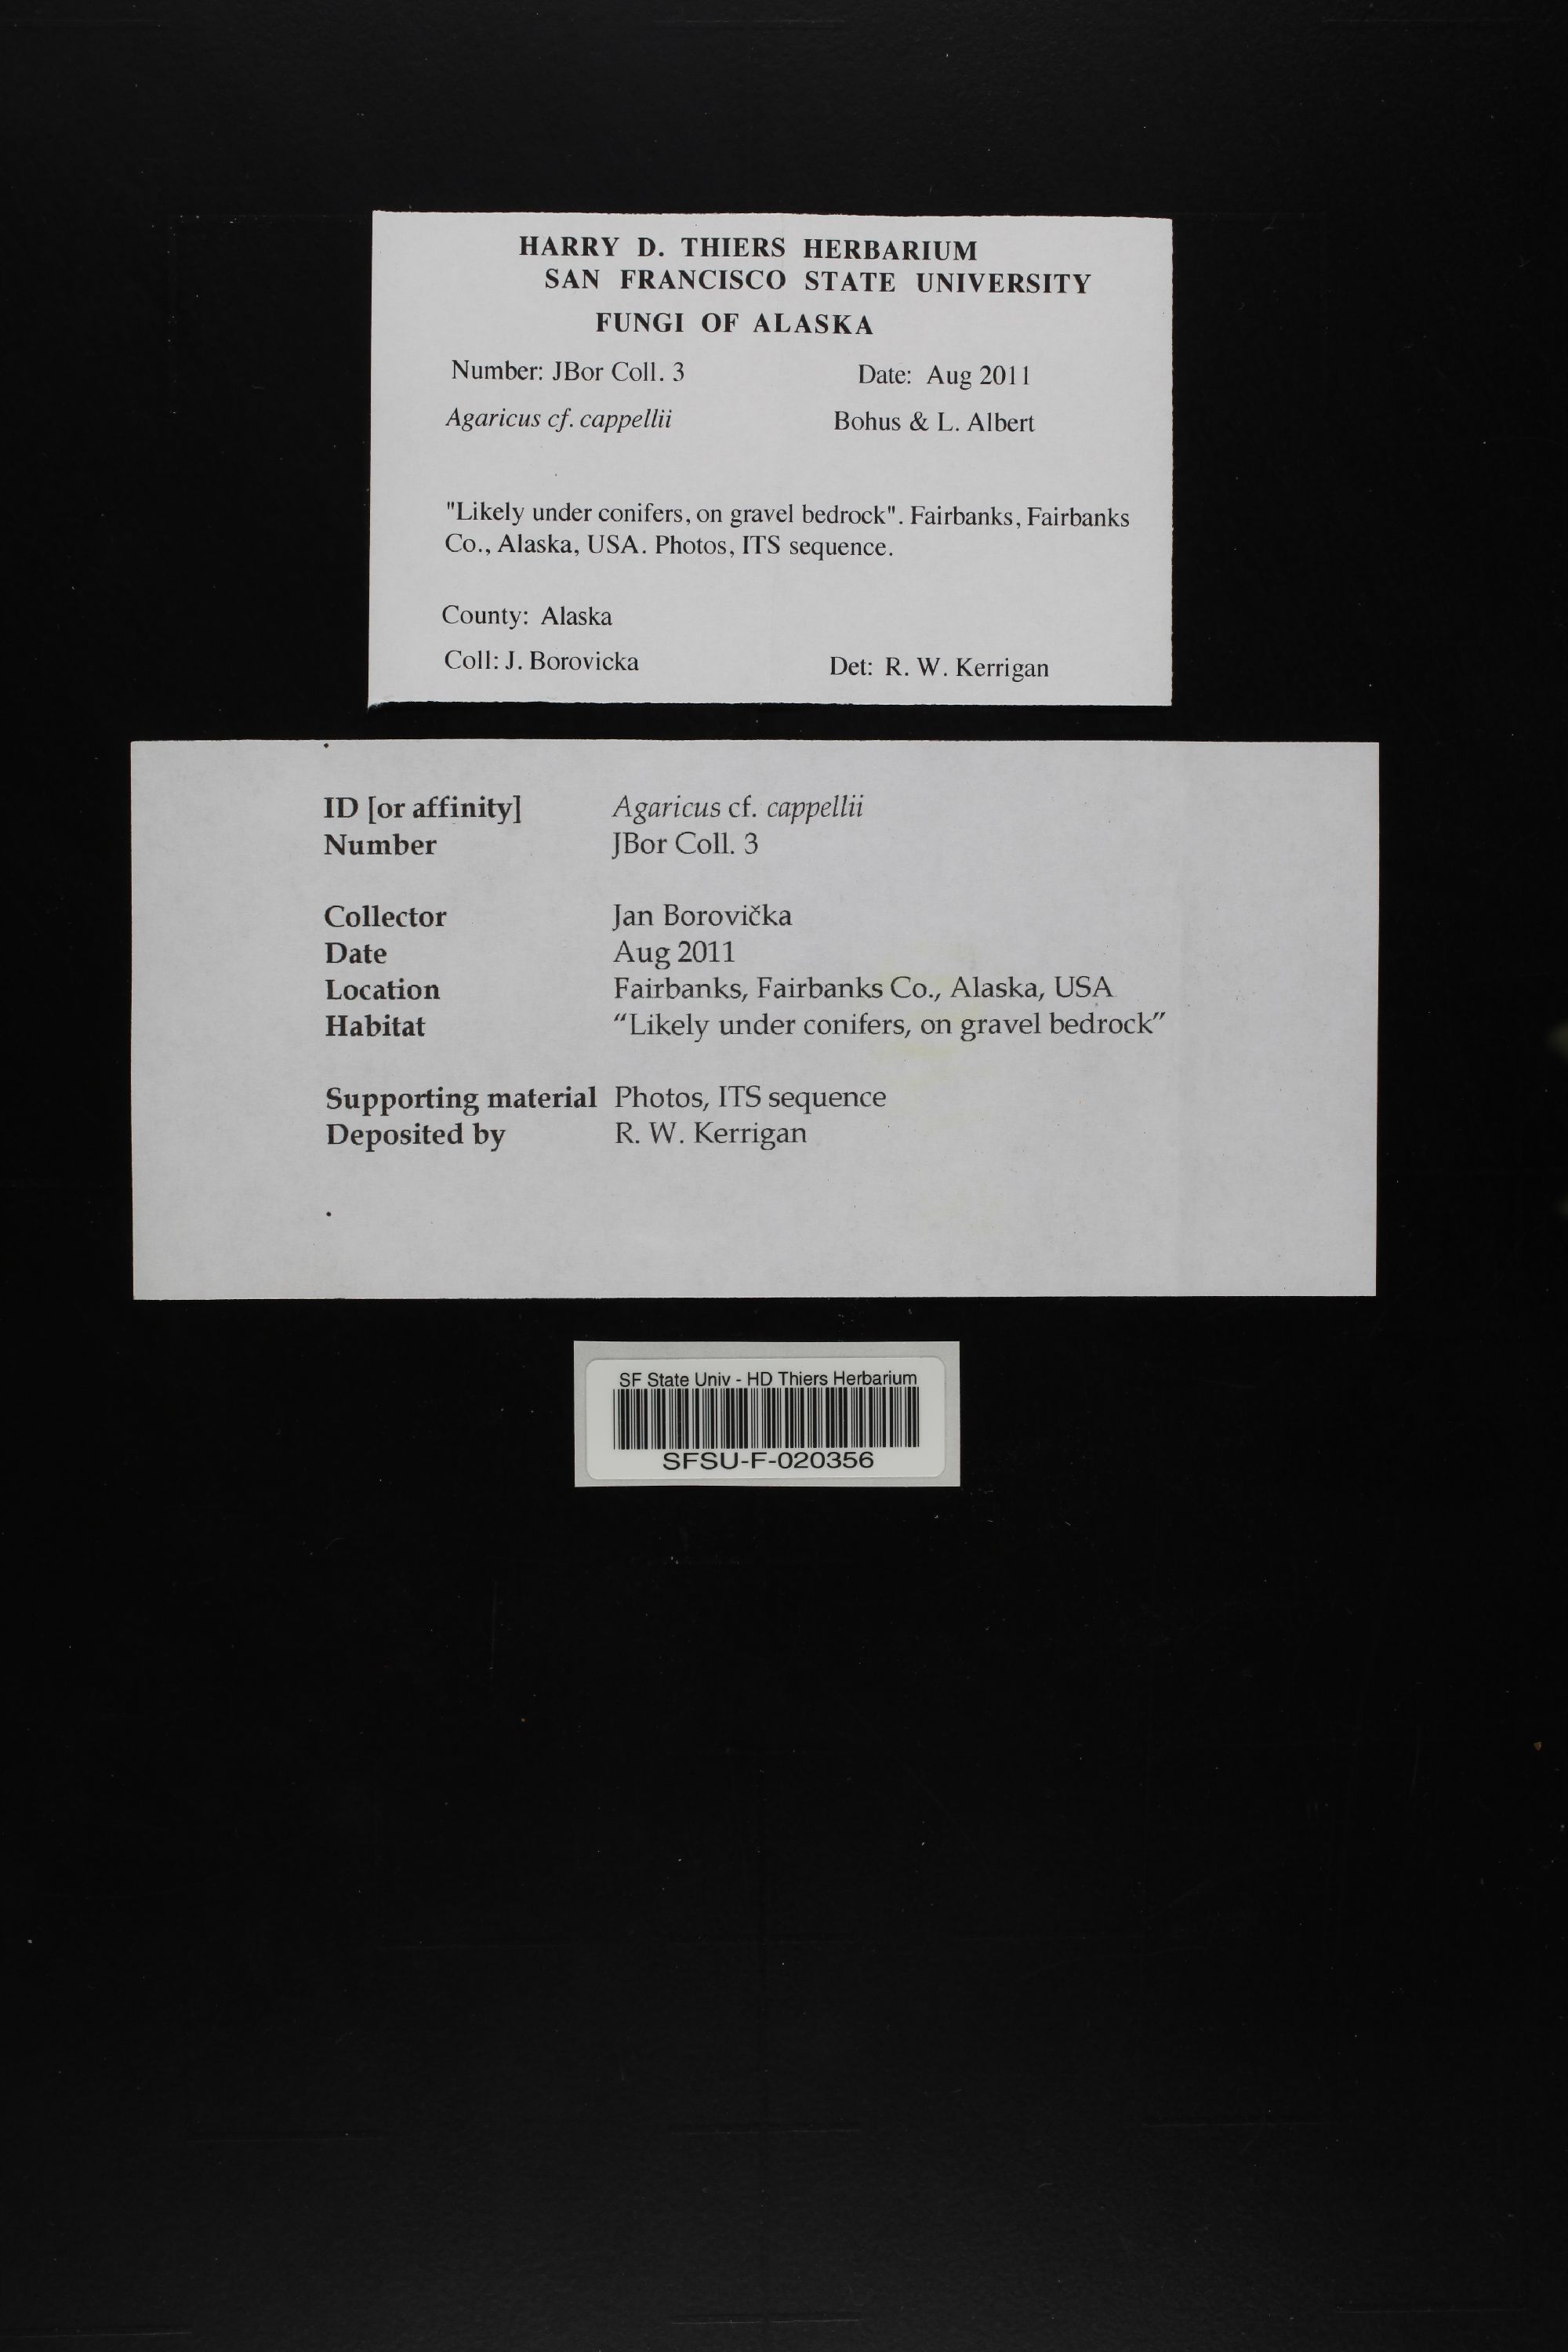 HARRY D. THIERS HERBARIUM
SAN FRANCISCO STATE UNIVERSITY
FUNGI OF ALASKA
Number: JBor Coll. 3 Date: Aug 2011
Agaricus cf. cappellii Bohus & L. Albert
"Likely under conifers, on gravel bedrock". Fairbanks, Fairbanks
Co., Alaska, USA. Photos, ITS sequence.
County: Alaska
Coll: J. Borovicka Det: R. W. Kerrigan
ID [or affinity] Agaricus cf. cappellii
Number JBor Coll. 3
Collector Jan Borovička
Date Aug 2011
Location Fairbanks, Fairbanks Co., Alaska, USA
Habitat “Likely under conifers, on gravel bedrock”
Supporting material Photos, ITS sequence
Deposited by R. W. Kerrigan
SF State Univ - HD Thiers Herbarium
SFSU-F-020356